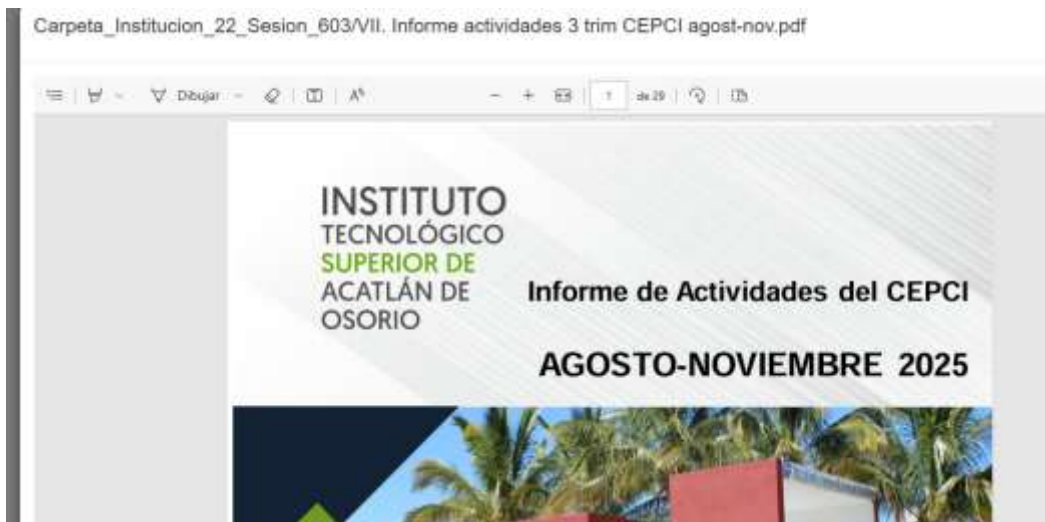 Carpeta_Institucion_22_Sesion_603/VII. Informe actividades 3 trim CEPCI agost-nov.pdf
Dibujar
1 de 29
INSTITUTO
TECNOLÓGICO
SUPERIOR DE
ACATLÁN DE
OSORIO
Informe de Actividades del CEPCI
AGOSTO-NOVIEMBRE 2025